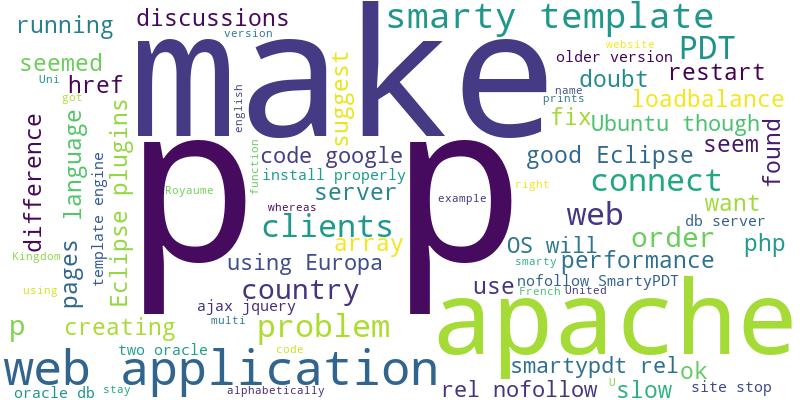 running
discussions
version
smarty template
website
PDT
seemed
Uni
href
got
make
older version
doubt
restart
name
prints
loadbalance
english
suggest
fix
Ubuntu though
difference
language
Eclipse plugins
template engine
pages
p p
code google
function
install properly
Royaume
whereas
server
example
clients
array
using Europa
country
good Eclipse
seem
found
right
connect
want
web
db server
order
php
OS will
performance
smarty
nofollow SmartyPDT
use
French
United
Kingdom
using
ajax jquery
multi
apache
p
creating
problem
code
two oracle
web application
smartypdt rel
ok
oracle db
stay
alphabetically
rel nofollow
U
slow
site stop